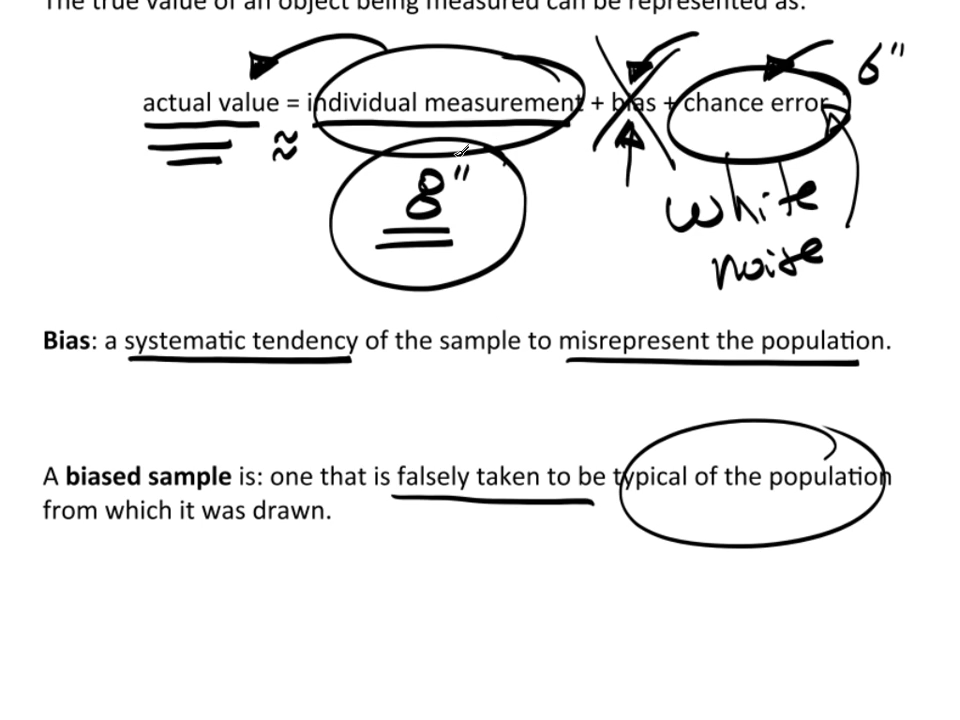 The true value of an object being measured can be represented as:
6"
actual value = individual measurement + bias + chance error
≈
8"
white
noise
Bias: a systematic tendency of the sample to misrepresent the population.
A biased sample is: one that is falsely taken to be typical of the population
from which it was drawn.